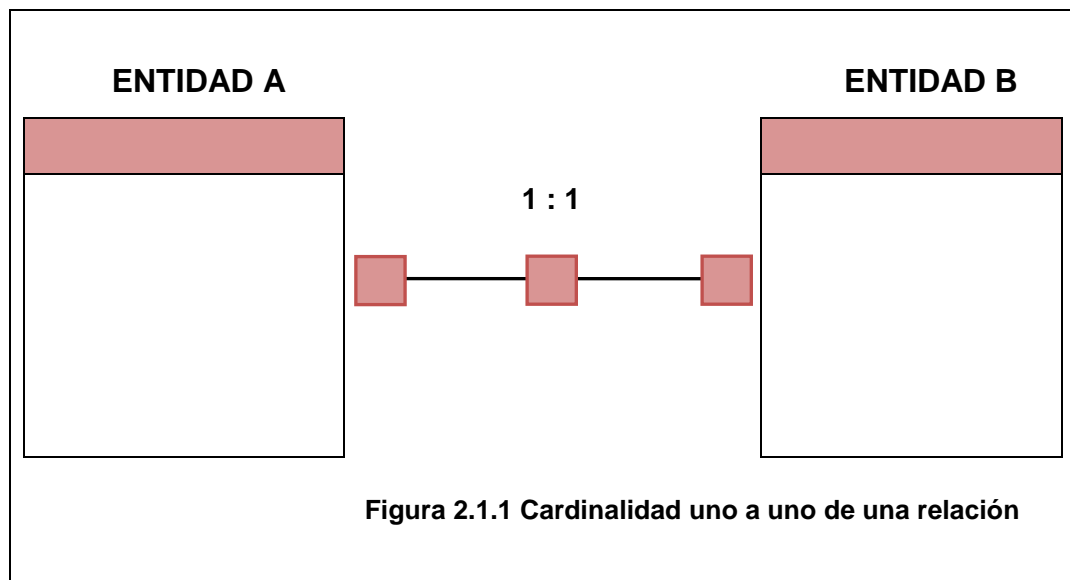 ENTIDAD A
ENTIDAD B
1 : 1
Figura 2.1.1 Cardinalidad uno a uno de una relación